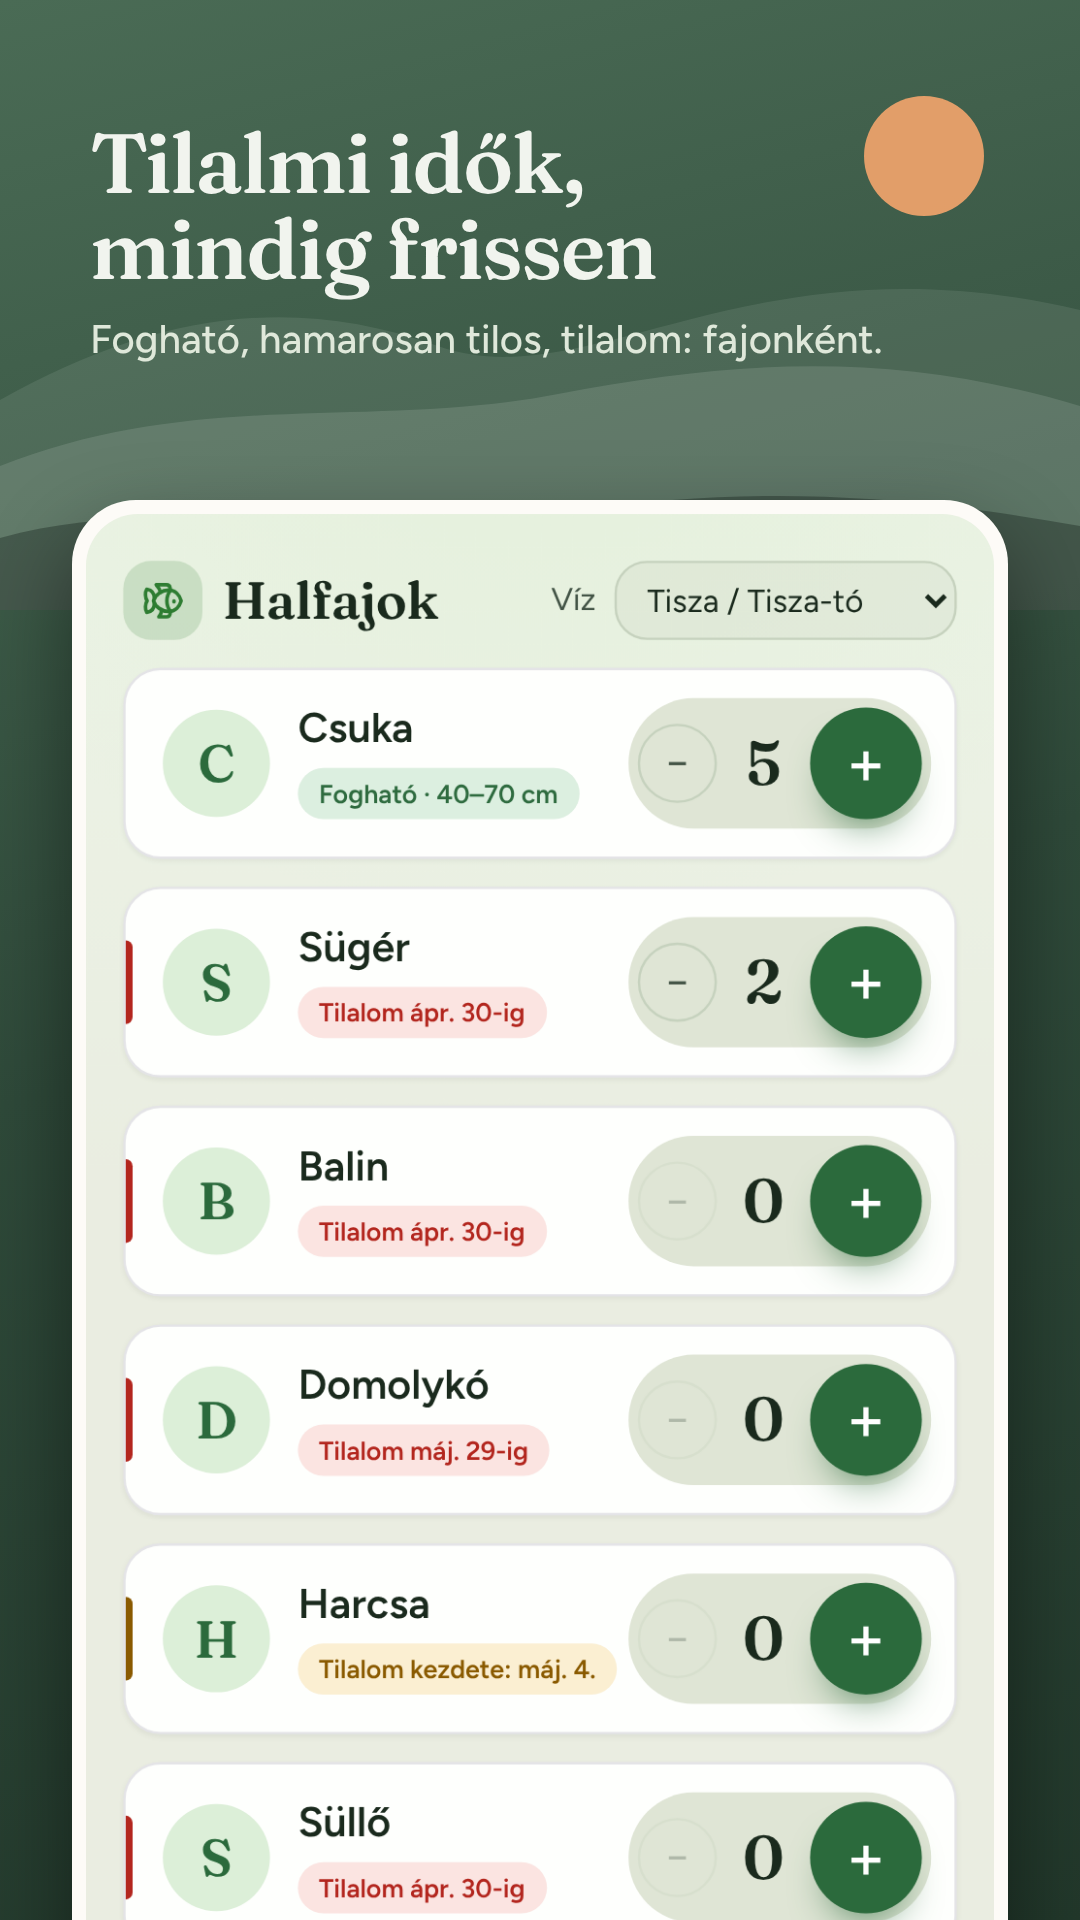 Tilalmi idők,
mindig frissen
Fogható, hamarosan tilos, tilalom: fajonként.
Halfajok
Víz
Tisza / Tisza-tó
C
Csuka
Fogható · 40–70 cm
− 5 +
S
Sügér
Tilalom ápr. 30-ig
− 2 +
B
Balin
Tilalom ápr. 30-ig
− 0 +
D
Domolykó
Tilalom máj. 29-ig
− 0 +
H
Harcsa
Tilalom kezdete: máj. 4.
− 0 +
S
Süllő
Tilalom ápr. 30-ig
− 0 +